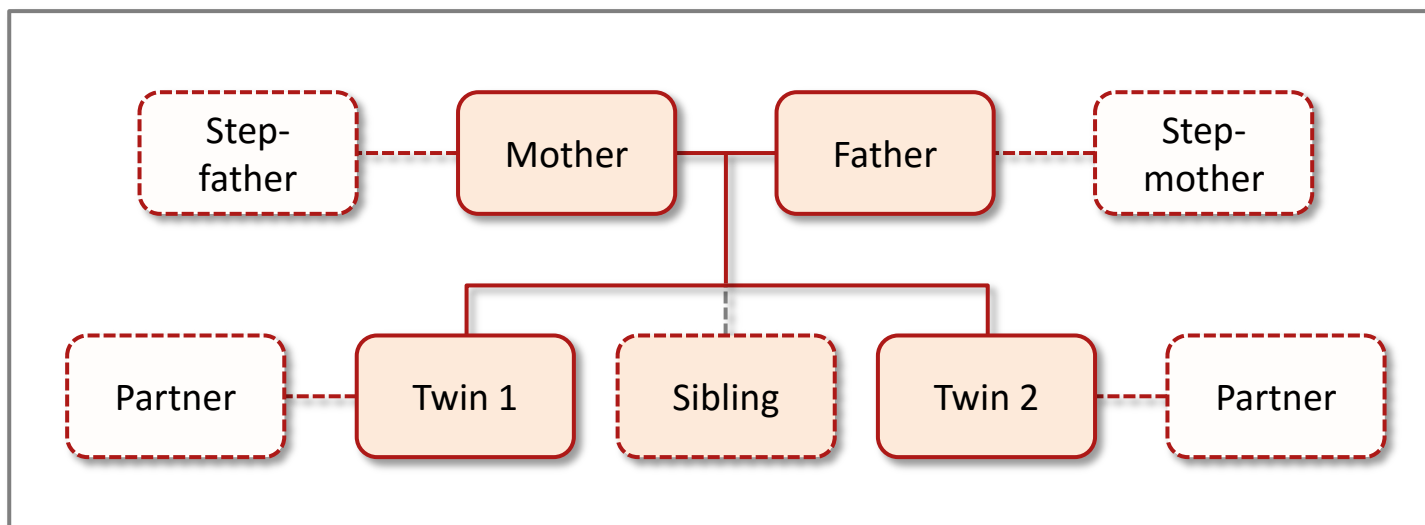 Step-
father
Mother
Father
Step-
mother
Partner
Twin 1
Sibling
Twin 2
Partner